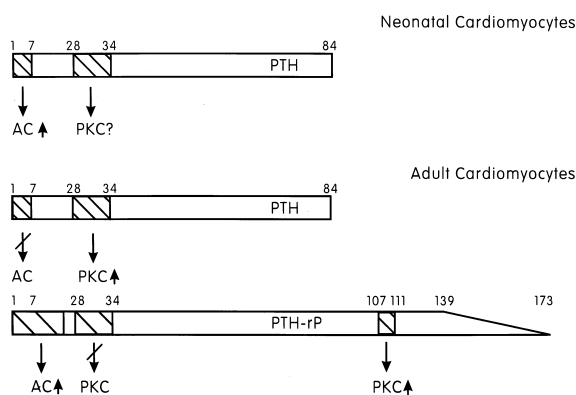 Neonatal Cardiomyocytes
1 7 28 34 84
PTH
AC PKC?
Adult Cardiomyocytes
1 7 28 34 84
PTH
AC PKC
1 7 28 34 107 111 139 173
PTH-rP
AC PKC PKC